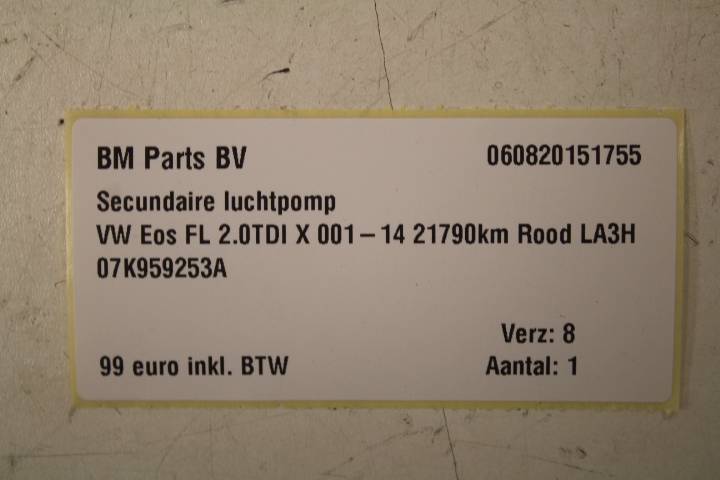 BM Parts BV 060820151755
Secundaire luchtpomp
VW Eos FL 2.0TDI X 001-14 21790km Rood LA3H
07K959253A
Verz: 8
99 euro inkl. BTW Aantal: 1